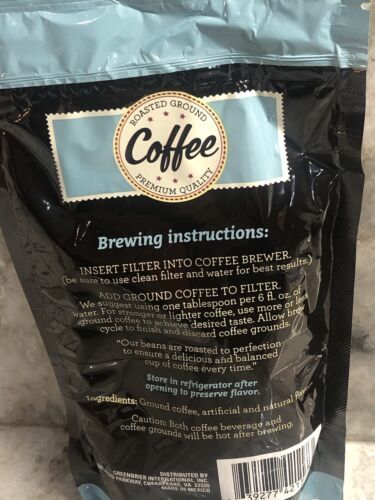 ROASTED GROUND
Coffee
PREMIUM QUALITY
Brewing instructions:
INSERT FILTER INTO COFFEE BREWER.
(be sure to use clean filter and water for best results.)
ADD GROUND COFFEE TO FILTER.
We suggest using one tablespoon per 6 fl. oz. of
water. For stronger or lighter coffee, use more or less
ground coffee to achieve desired taste. Allow brew
cycle to finish and discard coffee grounds.
"Our beans are roasted to perfection
to ensure a delicious and balanced
cup of coffee every time."
Store in refrigerator after
opening to preserve flavor.
Ingredients: Ground coffee, artificial and natural
Caution: Both coffee beverage and
coffee grounds will be hot after brewing.
DISTRIBUTED BY
GREENBRIER INTERNATIONAL INC.
PARKWAY, CHESAPEAKE, VA 23320
MADE IN MEXICO